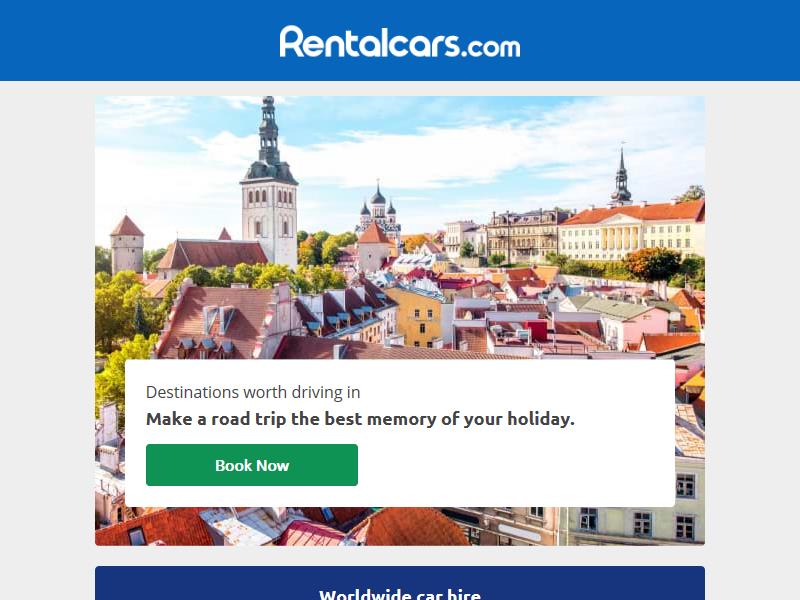 Rentalcars.com
Destinations worth driving in
Make a road trip the best memory of your holiday.
Book Now
Worldwide car hire